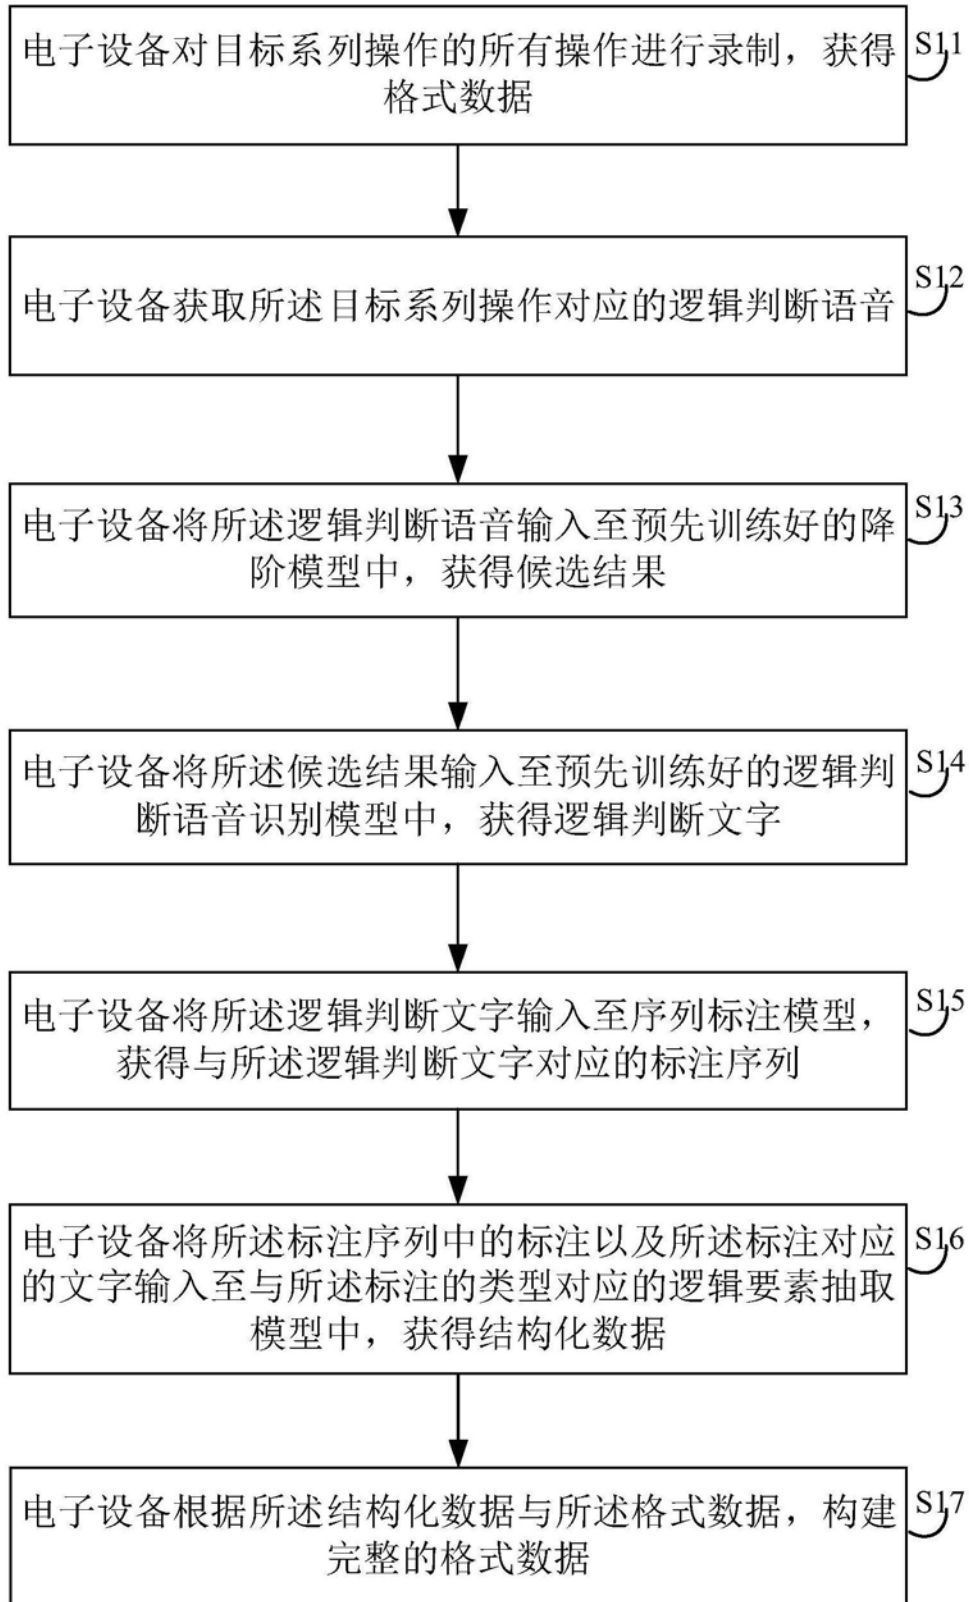 电子设备对目标系列操作的所有操作进行录制，获得
格式数据
S11
电子设备获取所述目标系列操作对应的逻辑判断语音
S12
电子设备将所述逻辑判断语音输入至预先训练好的降
阶模型中，获得候选结果
S13
电子设备将所述候选结果输入至预先训练好的逻辑判
断语音识别模型中，获得逻辑判断文字
S14
电子设备将所述逻辑判断文字输入至序列标注模型，
获得与所述逻辑判断文字对应的标注序列
S15
电子设备将所述标注序列中的标注以及所述标注对应
的文字输入至与所述标注的类型对应的逻辑要素抽取
模型中，获得结构化数据
S16
电子设备根据所述结构化数据与所述格式数据，构建
完整的格式数据
S17